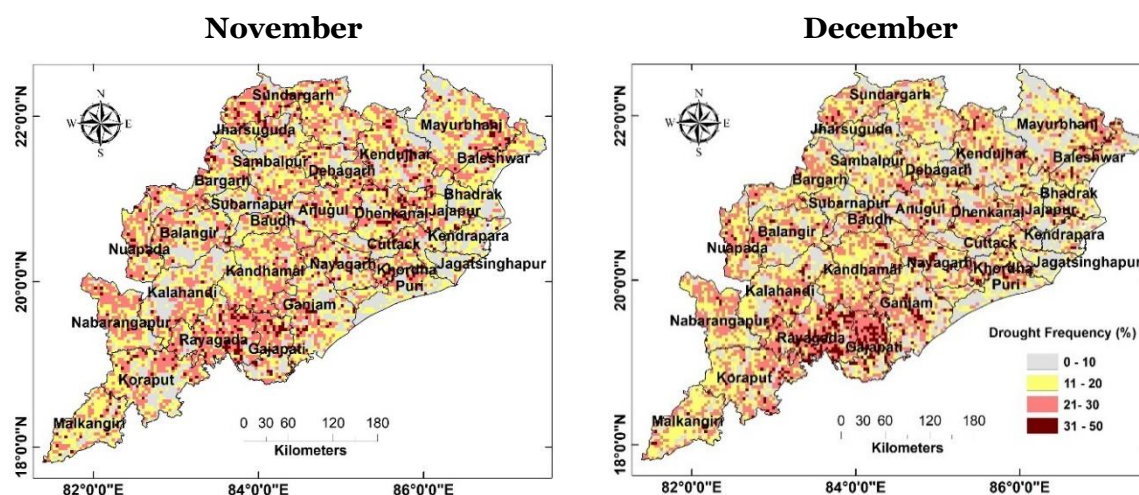 November
December
N
W E
S
Sundargarh
Jharsuguda
Mayurbhanj
Kendujhar
Sambalpur
Baleshwar
Debagarh
Bargarh
Bhadrak
Subarnapur
Anugul
Dhenkanal
Jajapur
Baudh
Balangir
Kendrapara
Cuttack
Nuapada
Nayagarh
Jagatsinghapur
Kandhamal
Khordha
Puri
Kalahandi
Ganjam
Nabarangapur
Rayagada
Gajapati
Koraput
Malkangiri
0 30 60 120 180
Kilometers
22°0'0"N
20°0'0"N
18°0'0"N
82°0'0"E 84°0'0"E 86°0'0"E
N
W E
S
Sundargarh
Jharsuguda
Mayurbhanj
Kendujhar
Sambalpur
Baleshwar
Debagarh
Bargarh
Bhadrak
Subarnapur
Anugul
Dhenkanal
Jajapur
Baudh
Balangir
Kendrapara
Cuttack
Nuapada
Nayagarh
Jagatsinghapur
Kandhamal
Khordha
Puri
Kalahandi
Ganjam
Nabarangapur
Rayagada
Gajapati
Koraput
Malkangiri
Drought Frequency (%)
0 - 10
11 - 20
21- 30
31 - 50
0 30 60 120 180
Kilometers
22°0'0"N
20°0'0"N
18°0'0"N
82°0'0"E 84°0'0"E 86°0'0"E